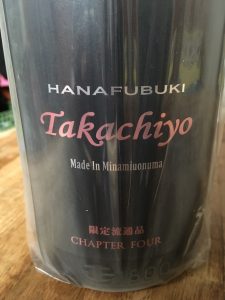 HANAFUBUKI
Takachiyo
Made In Minamiuonuma
限定流通品
CHAPTER FOUR